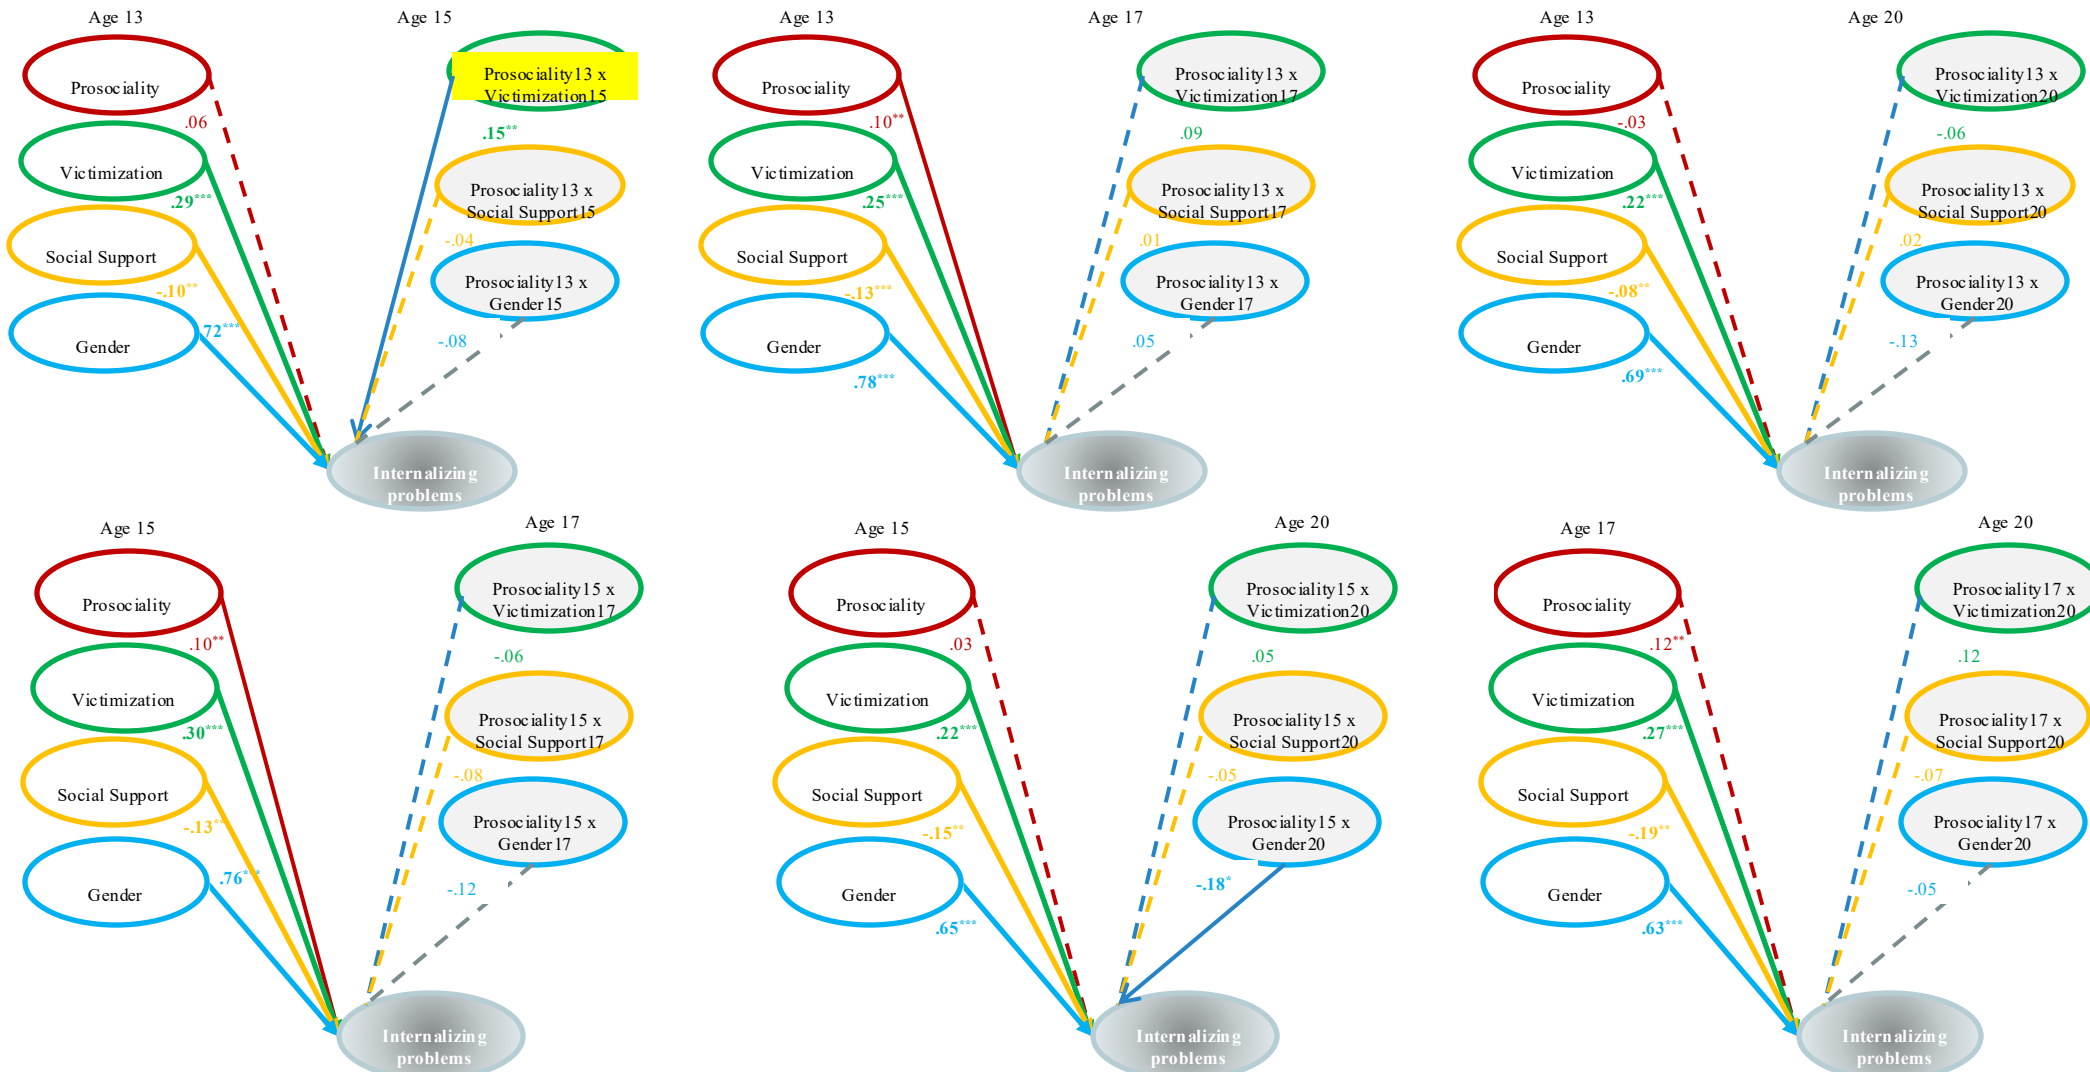 Age 13
Age 15
Prosociality
.06
Victimization
.29***
Social Support
-.10**
Gender
.72***
Prosociality13 x
Victimization15
.15**
Prosociality13 x
Social Support15
-.04
Prosociality13 x
Gender15
-.08
Internalizing
problems
Age 13
Age 17
Prosociality
.10**
Victimization
.25***
Social Support
-.13***
Gender
.78***
Prosociality13 x
Victimization17
.09
Prosociality13 x
Social Support17
.01
Prosociality13 x
Gender17
.05
Internalizing
problems
Age 13
Age 20
Prosociality
-.03
Victimization
.22***
Social Support
-.08**
Gender
.69***
Prosociality13 x
Victimization20
-.06
Prosociality13 x
Social Support20
.02
Prosociality13 x
Gender20
-.13
Internalizing
problems
Age 15
Age 17
Prosociality
.10**
Victimization
.30***
Social Support
-.13**
Gender
.76***
Prosociality15 x
Victimization17
-.06
Prosociality15 x
Social Support17
-.08
Prosociality15 x
Gender17
-.12
Internalizing
problems
Age 15
Age 20
Prosociality
.03
Victimization
.22***
Social Support
-.15**
Gender
.65***
Prosociality15 x
Victimization20
.05
Prosociality15 x
Social Support20
-.05
Prosociality15 x
Gender20
-.18*
Internalizing
problems
Age 17
Age 20
Prosociality
.12**
Victimization
.27***
Social Support
-.19**
Gender
.63***
Prosociality17 x
Victimization20
.12
Prosociality17 x
Social Support20
-.07
Prosociality17 x
Gender20
-.05
Internalizing
problems